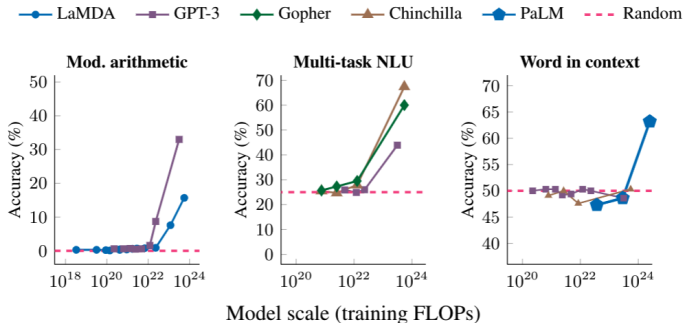 LaMDA GPT-3 Gopher Chinchilla PaLM Random
Mod. arithmetic
Accuracy (%)
50
40
30
20
10
0
10^18 10^20 10^22 10^24
Multi-task NLU
Accuracy (%)
70
60
50
40
30
20
10
0
10^20 10^22 10^24
Word in context
Accuracy (%)
70
65
60
55
50
45
40
10^20 10^22 10^24
Model scale (training FLOPs)